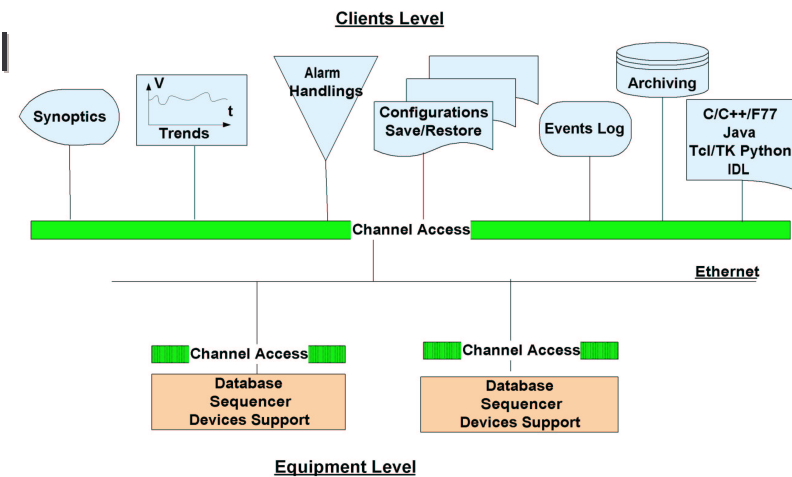 Clients Level
Synoptics
V
t
Trends
Alarm
Handlings
Configurations
Save/Restore
Events Log
Archiving
C/C++/F77
Java
Tcl/TK Python
IDL
Channel Access
Ethernet
Channel Access
Database
Sequencer
Devices Support
Channel Access
Database
Sequencer
Devices Support
Equipment Level